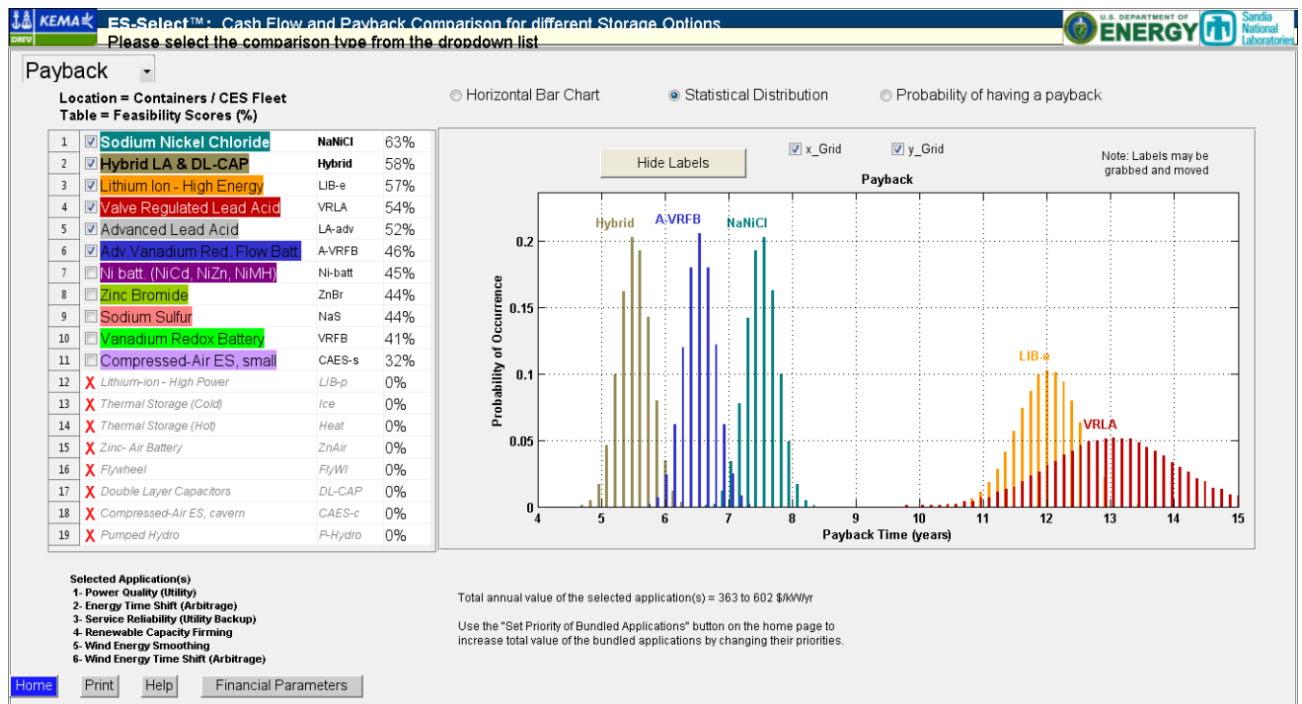 KEMA
DNV
ES-Select™: Cash Flow and Payback Comparison for different Storage Options
Please select the comparison type from the dropdown list
U.S. DEPARTMENT OF
ENERGY
Sandia
National
Laboratories
Payback
Location = Containers / CES Fleet
Table = Feasibility Scores (%)
Horizontal Bar Chart
Statistical Distribution
Probability of having a payback
1 Sodium Nickel Chloride NaNiCl 63%
2 Hybrid LA & DL-CAP Hybrid 58%
3 Lithium Ion - High Energy LIB-e 57%
4 Valve Regulated Lead Acid VRLA 54%
5 Advanced Lead Acid LA-adv 52%
6 Adv.Vanadium Red. Flow Batt. A-VRFB 46%
7 Ni batt. (NiCd, NiZn, NiMH) Ni-batt 45%
8 Zinc Bromide ZnBr 44%
9 Sodium Sulfur NaS 44%
10 Vanadium Redox Battery VRFB 41%
11 Compressed-Air ES, small CAES-s 32%
12 X Lithium-ion - High Power LIB-p 0%
13 X Thermal Storage (Cold) Ice 0%
14 X Thermal Storage (Hot) Heat 0%
15 X Zinc- Air Battery ZnAir 0%
16 X Flywheel FlyWl 0%
17 X Double Layer Capacitors DL-CAP 0%
18 X Compressed-Air ES, cavern CAES-c 0%
19 X Pumped Hydro P-Hydro 0%
Hide Labels
x_Grid
y_Grid
Note: Labels may be
grabbed and moved
Payback
Hybrid
A-VRFB
NaNiCl
LIB-e
VRLA
Probability of Occurrence
0.2
0.15
0.1
0.05
0
4 5 6 7 8 9 10 11 12 13 14 15
Payback Time (years)
Selected Application(s)
1- Power Quality (Utility)
2- Energy Time Shift (Arbitrage)
3- Service Reliability (Utility Backup)
4- Renewable Capacity Firming
5- Wind Energy Smoothing
6- Wind Energy Time Shift (Arbitrage)
Total annual value of the selected application(s) = 363 to 602 $/kW/yr
Use the "Set Priority of Bundled Applications" button on the home page to
increase total value of the bundled applications by changing their priorities.
Home
Print
Help
Financial Parameters